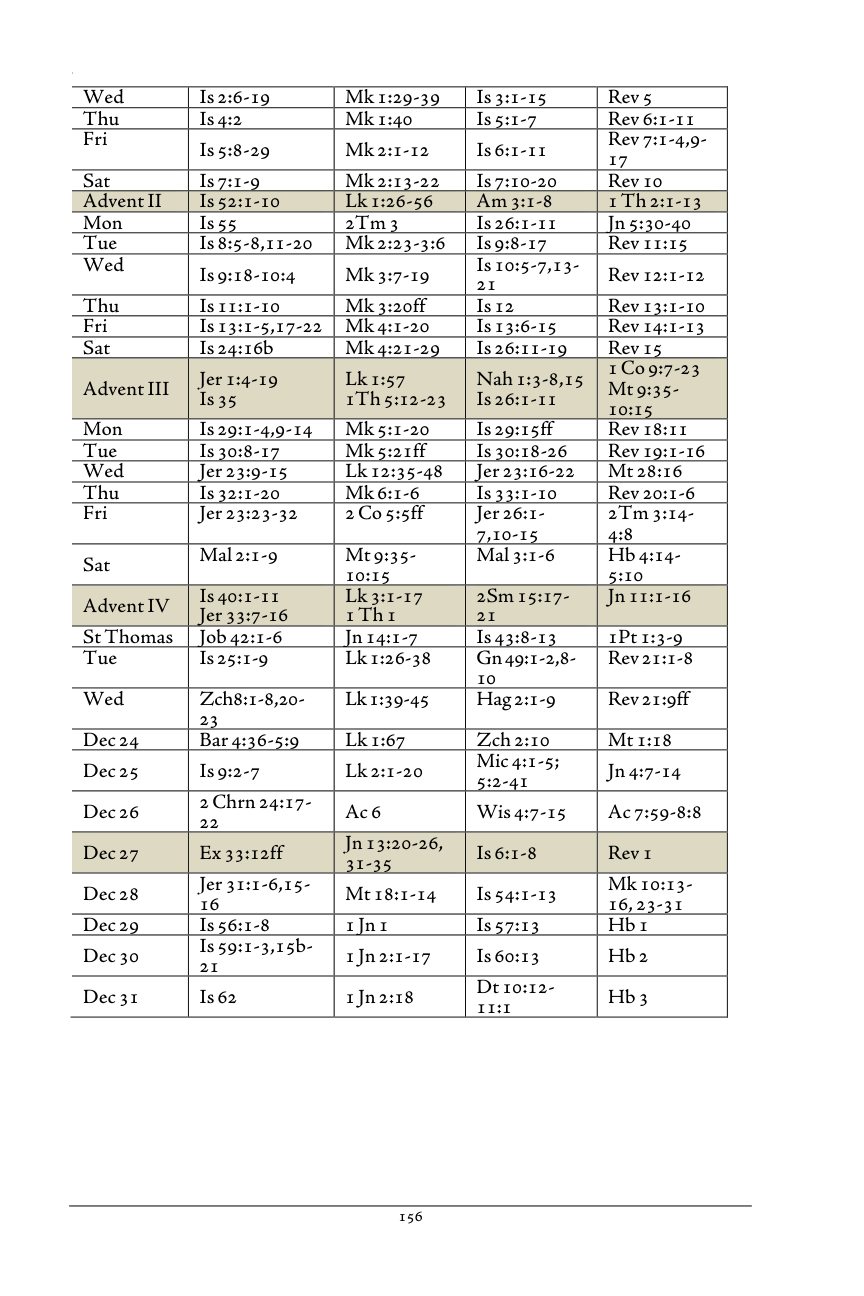 Wed Is 2:6-19 Mk 1:29-39 Is 3:1-15 Rev 5
Thu Is 4:2 Mk 1:40 Is 5:1-7 Rev 6:1-11
Fri Is 5:8-29 Mk 2:1-12 Is 6:1-11 Rev 7:1-4,9-
17
Sat Is 7:1-9 Mk 2:13-22 Is 7:10-20 Rev 10
Advent II Is 52:1-10 Lk 1:26-56 Am 3:1-8 1 Th 2:1-13
Mon Is 55 2Tm 3 Is 26:1-11 Jn 5:30-40
Tue Is 8:5-8,11-20 Mk 2:23-3:6 Is 9:8-17 Rev 11:15
Wed Is 9:18-10:4 Mk 3:7-19 Is 10:5-7,13- Rev 12:1-12
21
Thu Is 11:1-10 Mk 3:20ff Is 12 Rev 13:1-10
Fri Is 13:1-5,17-22 Mk 4:1-20 Is 13:6-15 Rev 14:1-13
Sat Is 24:16b Mk 4:21-29 Is 26:11-19 Rev 15
1 Co 9:7-23
Advent III Jer 1:4-19 Lk 1:57 Nah 1:3-8,15 Mt 9:35-
Is 35 1Th 5:12-23 Is 26:1-11 10:15
Mon Is 29:1-4,9-14 Mk 5:1-20 Is 29:15ff Rev 18:11
Tue Is 30:8-17 Mk 5:21ff Is 30:18-26 Rev 19:1-16
Wed Jer 23:9-15 Lk 12:35-48 Jer 23:16-22 Mt 28:16
Thu Is 32:1-20 Mk 6:1-6 Is 33:1-10 Rev 20:1-6
Fri Jer 23:23-32 2 Co 5:5ff Jer 26:1- 2Tm 3:14-
7,10-15 4:8
Sat Mal 2:1-9 Mt 9:35- Mal 3:1-6 Hb 4:14-
10:15 5:10
Advent IV Is 40:1-11 Lk 3:1-17 2Sm 15:17- Jn 11:1-16
Jer 33:7-16 1 Th 1 21
St Thomas Job 42:1-6 Jn 14:1-7 Is 43:8-13 1Pt 1:3-9
Tue Is 25:1-9 Lk 1:26-38 Gn 49:1-2,8- Rev 21:1-8
10
Wed Zch8:1-8,20- Lk 1:39-45 Hag 2:1-9 Rev 21:9ff
23
Dec 24 Bar 4:36-5:9 Lk 1:67 Zch 2:10 Mt 1:18
Dec 25 Is 9:2-7 Lk 2:1-20 Mic 4:1-5; Jn 4:7-14
5:2-41
Dec 26 2 Chrn 24:17- Ac 6 Wis 4:7-15 Ac 7:59-8:8
22
Dec 27 Ex 33:12ff Jn 13:20-26, Is 6:1-8 Rev 1
31-35
Dec 28 Jer 31:1-6,15- Mt 18:1-14 Is 54:1-13 Mk 10:13-
16 16, 23-31
Dec 29 Is 56:1-8 1 Jn 1 Is 57:13 Hb 1
Dec 30 Is 59:1-3,15b- 1 Jn 2:1-17 Is 60:13 Hb 2
21
Dec 31 Is 62 1 Jn 2:18 Dt 10:12- Hb 3
11:1
156